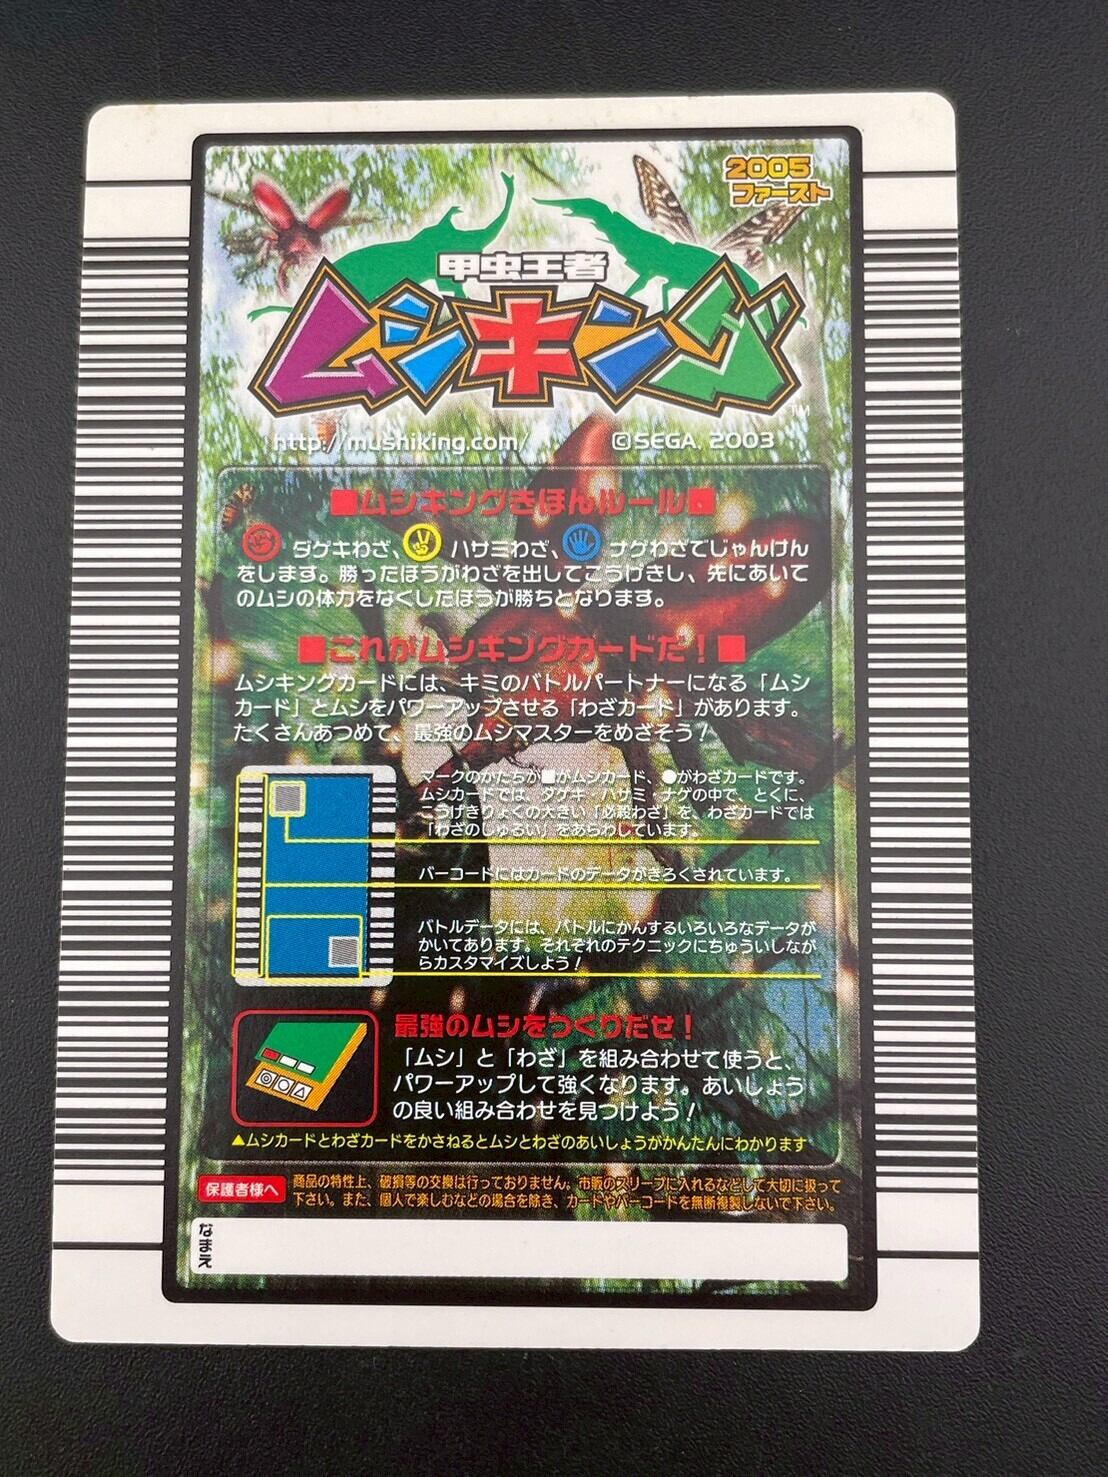 2005
ファースト
甲虫王者
ムシキング
TM
http://mushiking.com/ ©SEGA, 2003
■ムシキングきほんルール■
ダゲキわざ、 ハサミわざ、 ナゲわざでじゃんけん
をします。勝ったほうがわざを出してこうげきし、先にあいて
のムシの体力をなくしたほうが勝ちとなります。
■これがムシキングカードだ！■
ムシキングカードには、キミのバトルパートナーになる「ムシ
カード」とムシをパワーアップさせる「わざカード」があります。
たくさんあつめて、最強のムシマスターをめざそう！
マークのかたちが■がムシカード、●がわざカードです。
ムシカードでは、ダゲキ　ハサミ　ナゲの中で、とくに、
こうげきりょくの大きい「必殺わざ」を、わざカードでは
「わざのしゅるい」をあらわしています。
バーコードにはカードのデータがきろくされています。
バトルデータには、バトルにかんするいろいろなデータが
かいてあります。それぞれのテクニックにちゅういしなが
らカスタマイズしよう！
最強のムシをつくりだせ！
「ムシ」と「わざ」を組み合わせて使うと、
パワーアップして強くなります。あいしょう
の良い組み合わせを見つけよう！
▲ムシカードとわざカードをかさねるとムシとわざのあいしょうがかんたんにわかります
保護者様へ 商品の特性上、破損等の交換は行っておりません。市販のスリーブに入れるなどして大切に扱って
下さい。また、個人で楽しむなどの場合を除き、カードやバーコードを無断複製しないで下さい。
なまえ